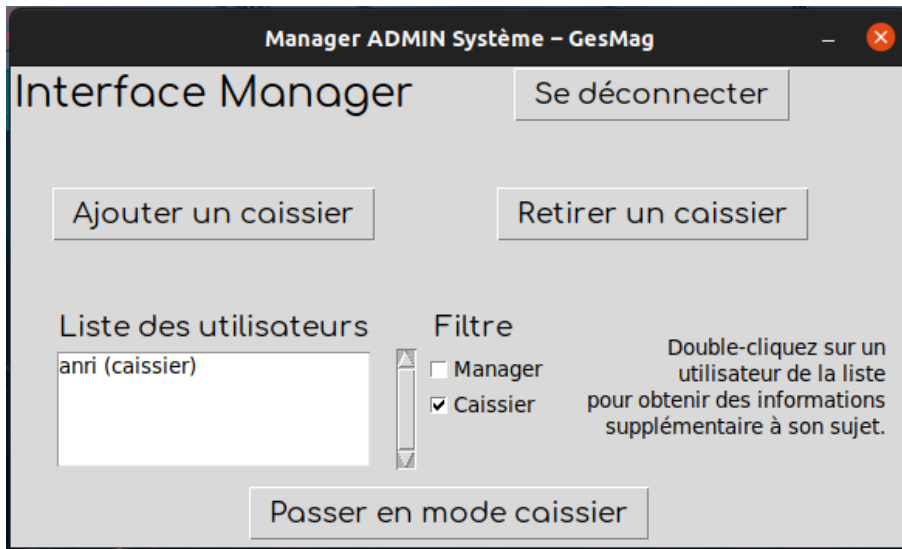 Manager ADMIN Système – GesMag
Interface Manager
Se déconnecter
Ajouter un caissier
Retirer un caissier
Liste des utilisateurs
anri (caissier)
Filtre
Manager
Caissier
Double-cliquez sur un
utilisateur de la liste
pour obtenir des informations
supplémentaire à son sujet.
Passer en mode caissier